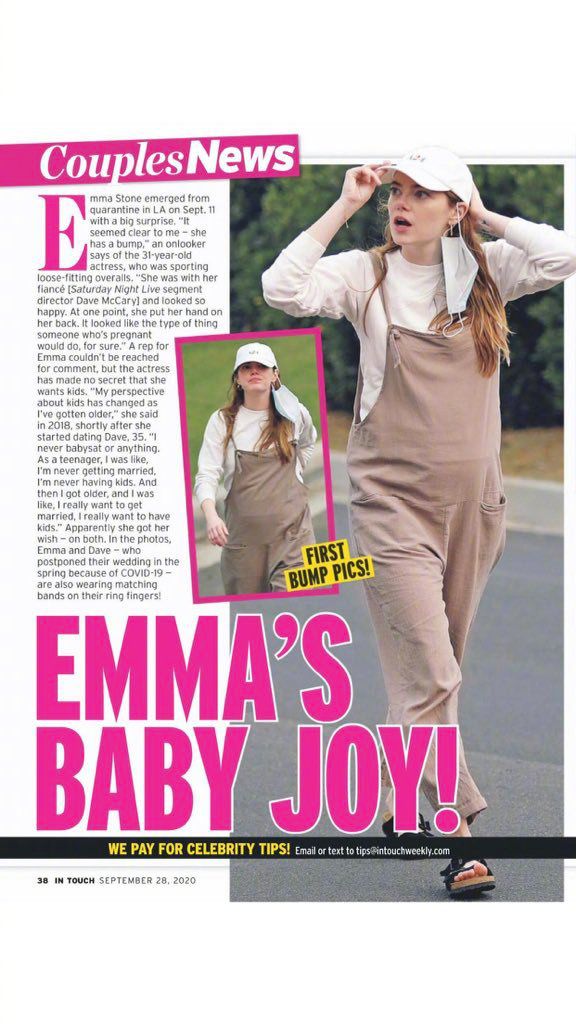 Couples News
Emma Stone emerged from
quarantine in LA on Sept. 11
with a big surprise. "It
seemed clear to me — she
has a bump," an onlooker
says of the 31-year-old
actress, who was sporting
loose-fitting overalls. "She was with her
fiancé [Saturday Night Live segment
director Dave McCary] and looked so
happy. At one point, she put her hand on
her back. It looked like the type of thing
someone who's pregnant
would do, for sure." A rep for
Emma couldn't be reached
for comment, but the actress
has made no secret that she
wants kids. "My perspective
about kids has changed as
I've gotten older," she said
in 2018, shortly after she
started dating Dave, 35. "I
never babysat or anything.
As a teenager, I was like,
I'm never getting married,
I'm never having kids. And
then I got older, and I was
like, I really want to get
married, I really want to have
kids." Apparently she got her
wish — on both. In the photos,
Emma and Dave — who
postponed their wedding in the
spring because of COVID-19 —
are also wearing matching
bands on their ring fingers!
FIRST
BUMP PICS!
EMMA'S
BABY JOY!
WE PAY FOR CELEBRITY TIPS! Email or text to tips@intouchweekly.com
38 IN TOUCH SEPTEMBER 28, 2020